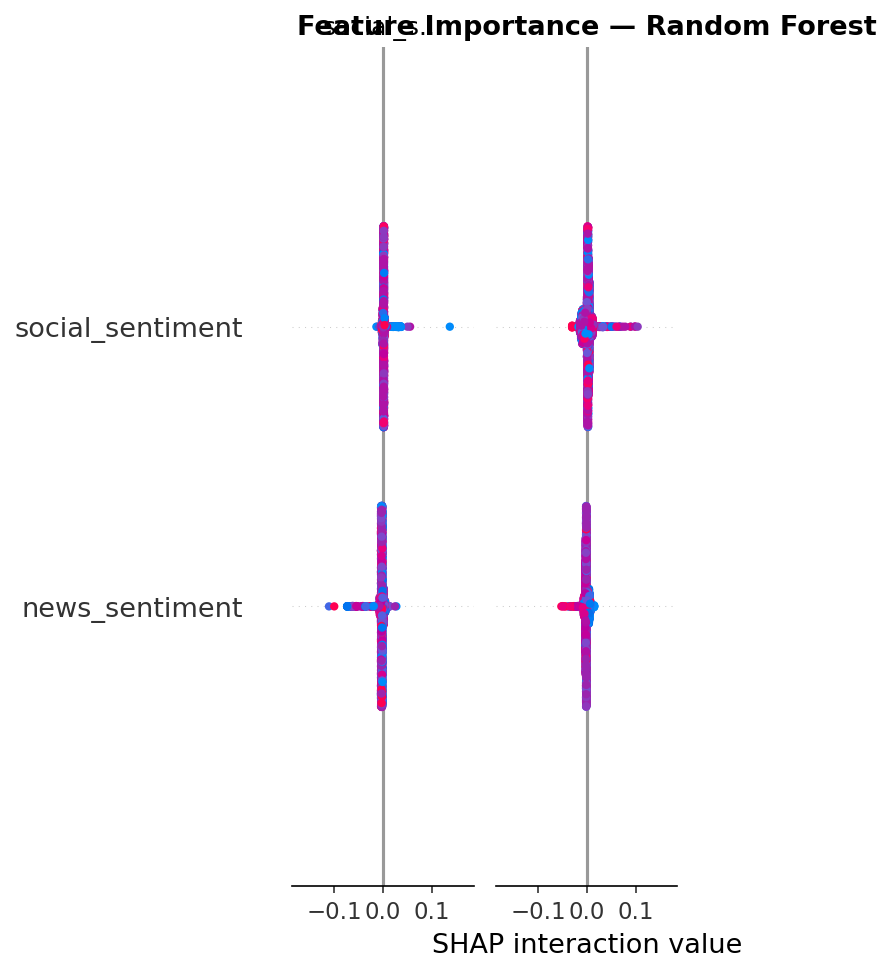 Feature Importance — Random Forest
social_s.
social_sentiment
news_sentiment
−0.1 0.0 0.1 −0.1 0.0 0.1
SHAP interaction value